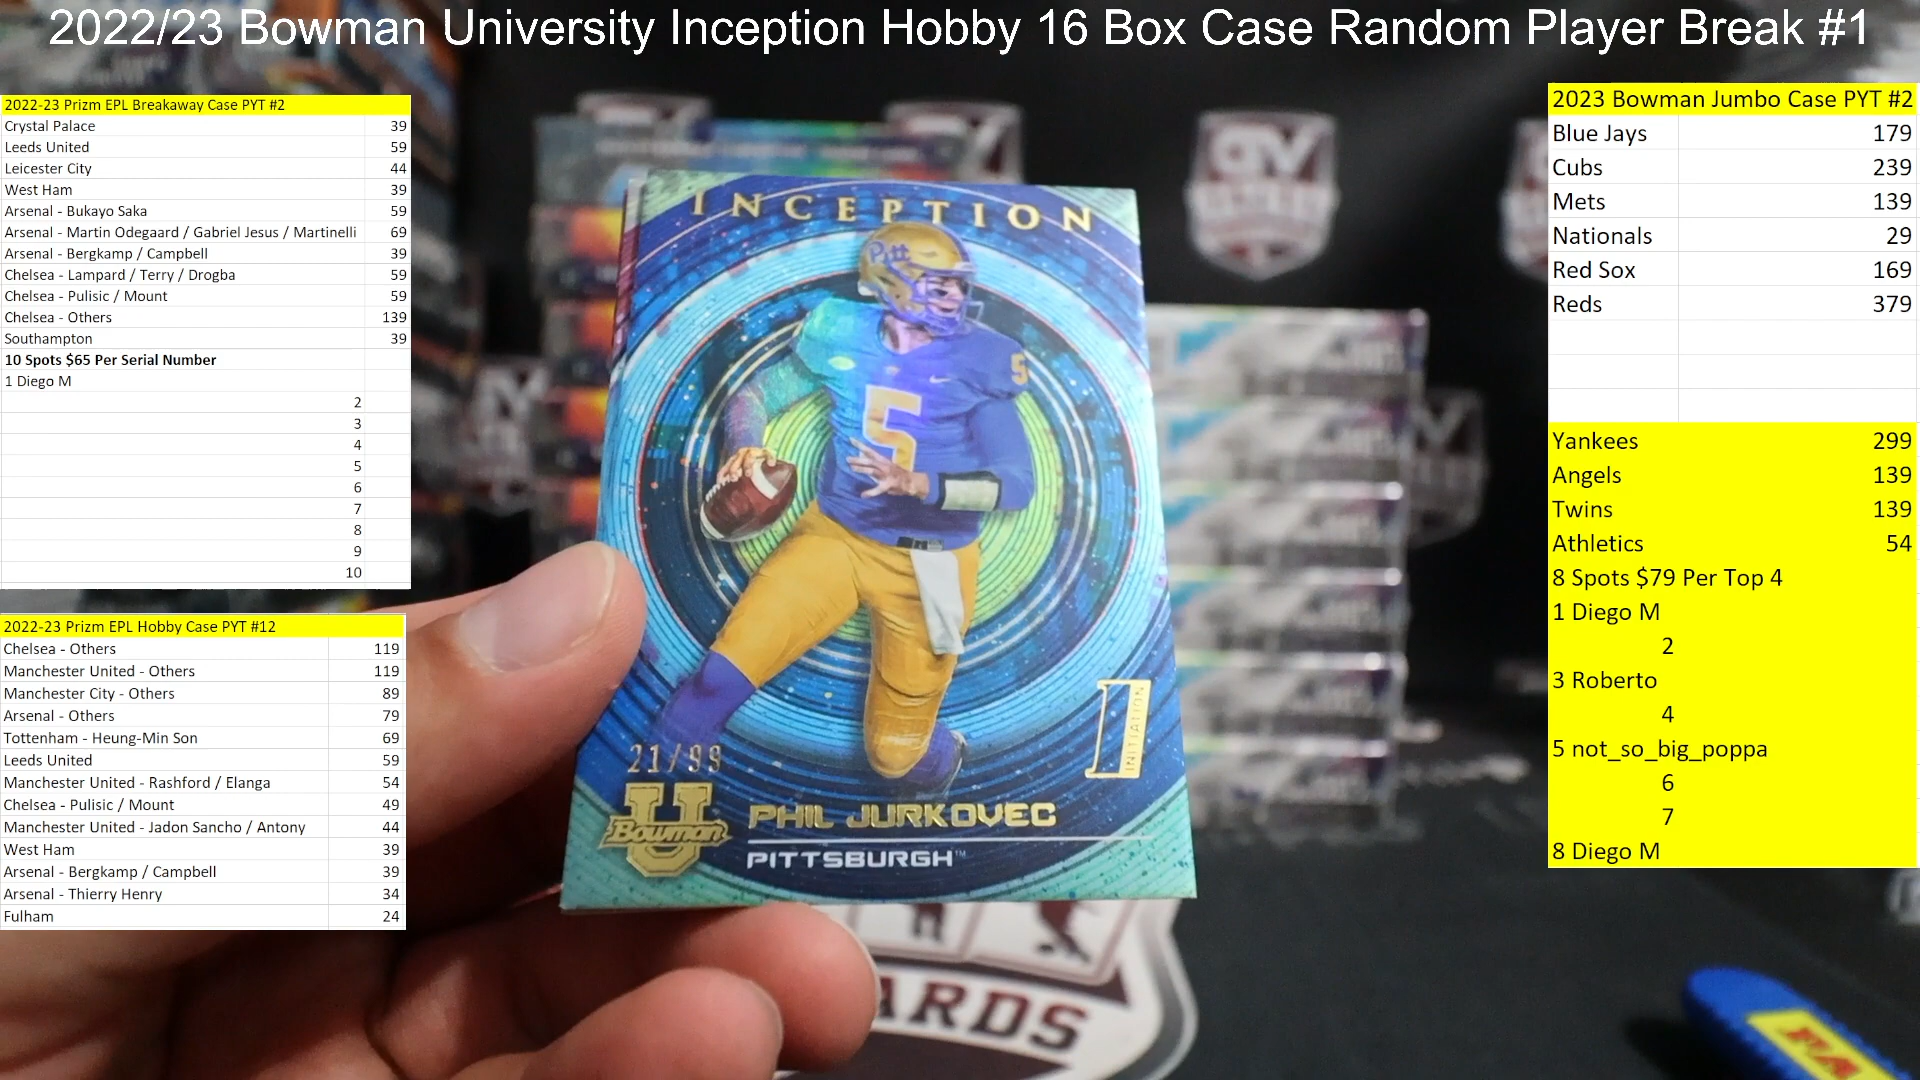 2022/23 Bowman University Inception Hobby 16 Box Case Random Player Break #1
2022-23 Prizm EPL Breakaway Case PYT #2
Crystal Palace 39
Leeds United 59
Leicester City 44
West Ham 39
Arsenal - Bukayo Saka 59
Arsenal - Martin Odegaard / Gabriel Jesus / Martinelli 69
Arsenal - Bergkamp / Campbell 39
Chelsea - Lampard / Terry / Drogba 59
Chelsea - Pulisic / Mount 59
Chelsea - Others 139
Southampton 39
10 Spots $65 Per Serial Number
1 Diego M
2
3
4
5
6
7
8
9
10
2022-23 Prizm EPL Hobby Case PYT #12
Chelsea - Others 119
Manchester United - Others 119
Manchester City - Others 89
Arsenal - Others 79
Tottenham - Heung-Min Son 69
Leeds United 59
Manchester United - Rashford / Elanga 54
Chelsea - Pulisic / Mount 49
Manchester United - Jadon Sancho / Antony 44
West Ham 39
Arsenal - Bergkamp / Campbell 39
Arsenal - Thierry Henry 34
Fulham 24
INCEPTION
Pitt
5
5
INITIATION
21/99
U
Bowman
PHIL JURKOVEC
PITTSBURGH™
ARDS
2023 Bowman Jumbo Case PYT #2
Blue Jays 179
Cubs 239
Mets 139
Nationals 29
Red Sox 169
Reds 379
Yankees 299
Angels 139
Twins 139
Athletics 54
8 Spots $79 Per Top 4
1 Diego M
2
3 Roberto
4
5 not_so_big_poppa
6
7
8 Diego M